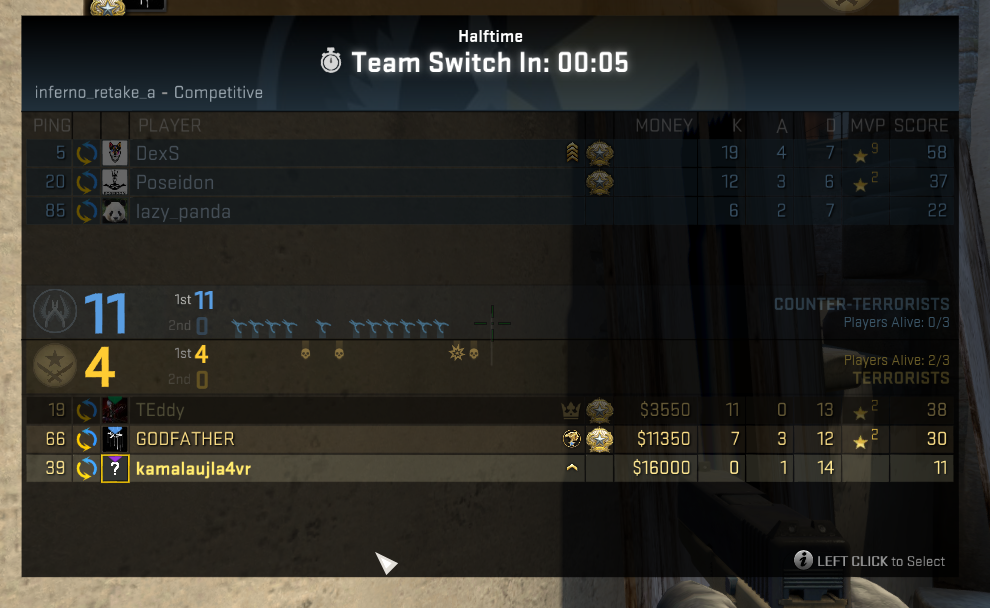 Halftime
Team Switch In: 00:05
inferno_retake_a - Competitive
PING PLAYER MONEY K A D MVP SCORE
5 DexS 19 4 7 9 58
20 Poseidon 12 3 6 2 37
85 lazy_panda 6 2 7 22
11 1st 11 COUNTER-TERRORISTS
2nd 0 Players Alive: 0/3
4 1st 4 Players Alive: 2/3
2nd 0 TERRORISTS
19 TEddy $3550 11 0 13 2 38
66 GODFATHER $11350 7 3 12 2 30
39 ? kamalaujla4vr $16000 0 1 14 11
i LEFT CLICK to Select